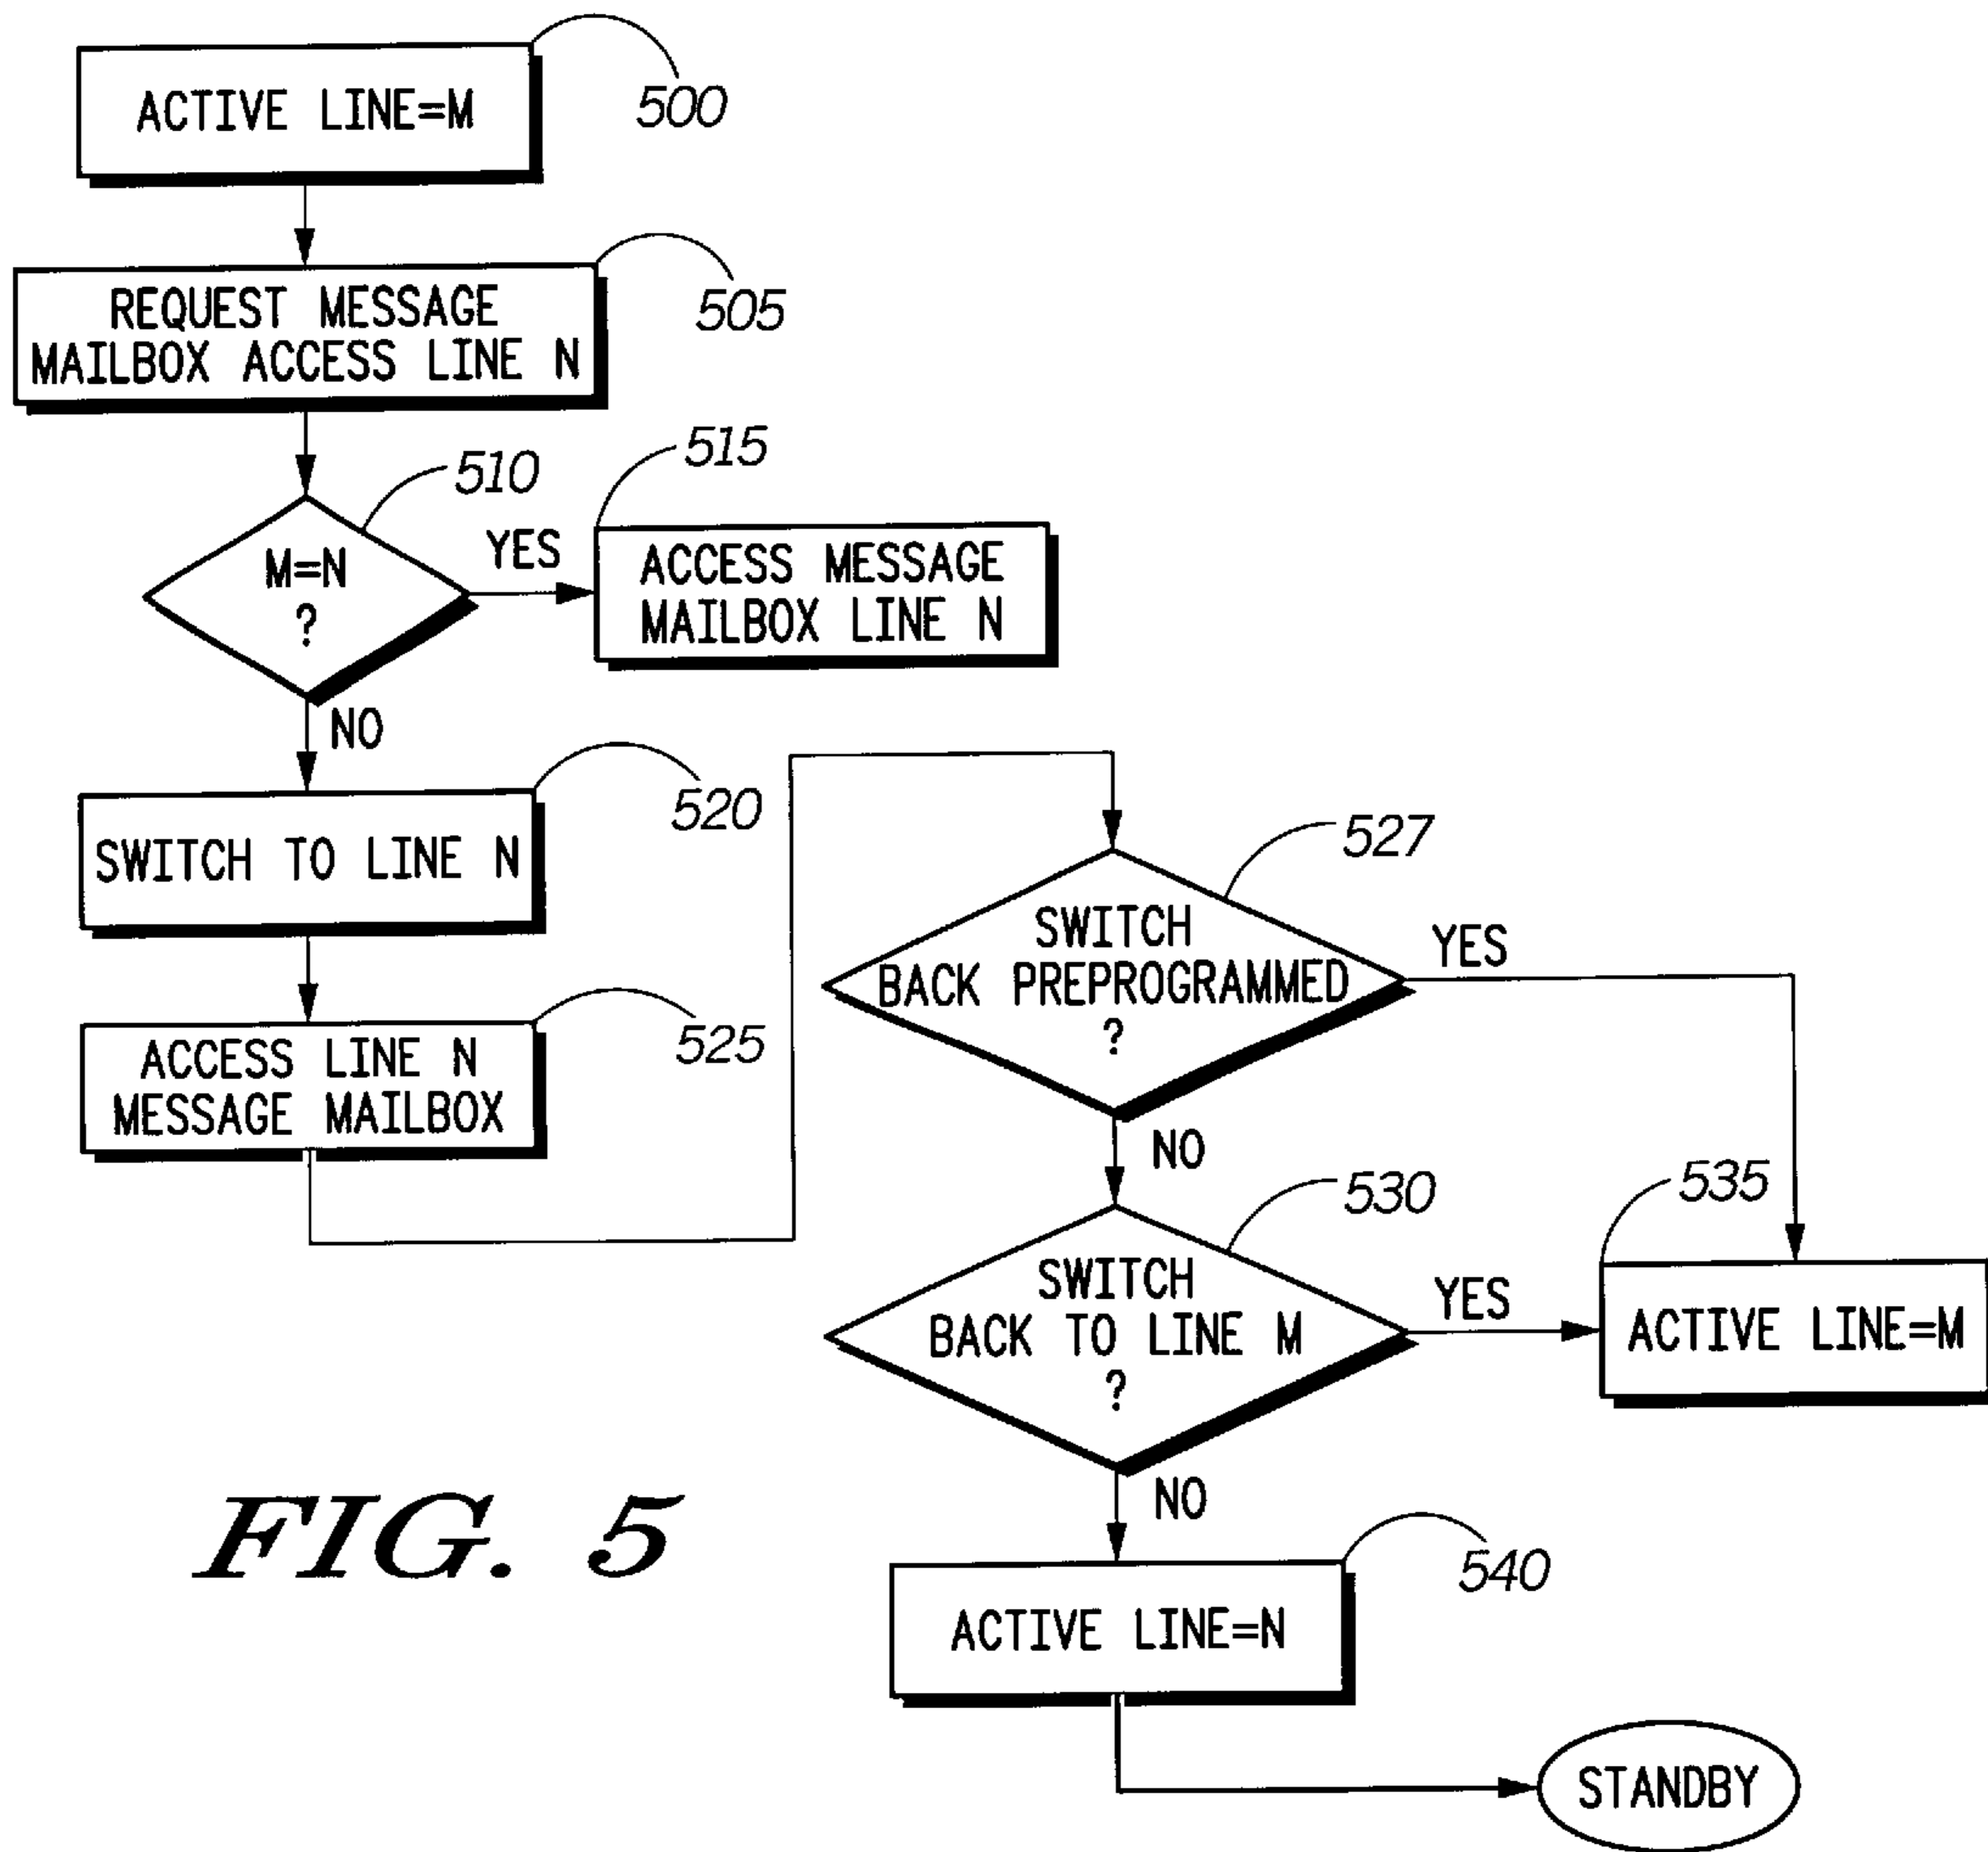 ACTIVE LINE=M
500
REQUEST MESSAGE
MAILBOX ACCESS LINE N
505
M=N
?
510
YES
ACCESS MESSAGE
MAILBOX LINE N
515
NO
SWITCH TO LINE N
520
ACCESS LINE N
MESSAGE MAILBOX
525
SWITCH
BACK PREPROGRAMMED
?
527
YES
NO
SWITCH
BACK TO LINE M
?
530
YES
ACTIVE LINE=M
535
NO
ACTIVE LINE=N
540
STANDBY
FIG. 5